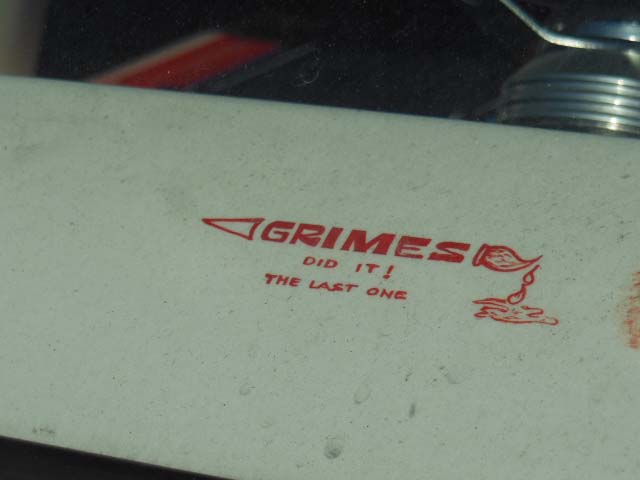 GRIMES
DID IT!
THE LAST ONE